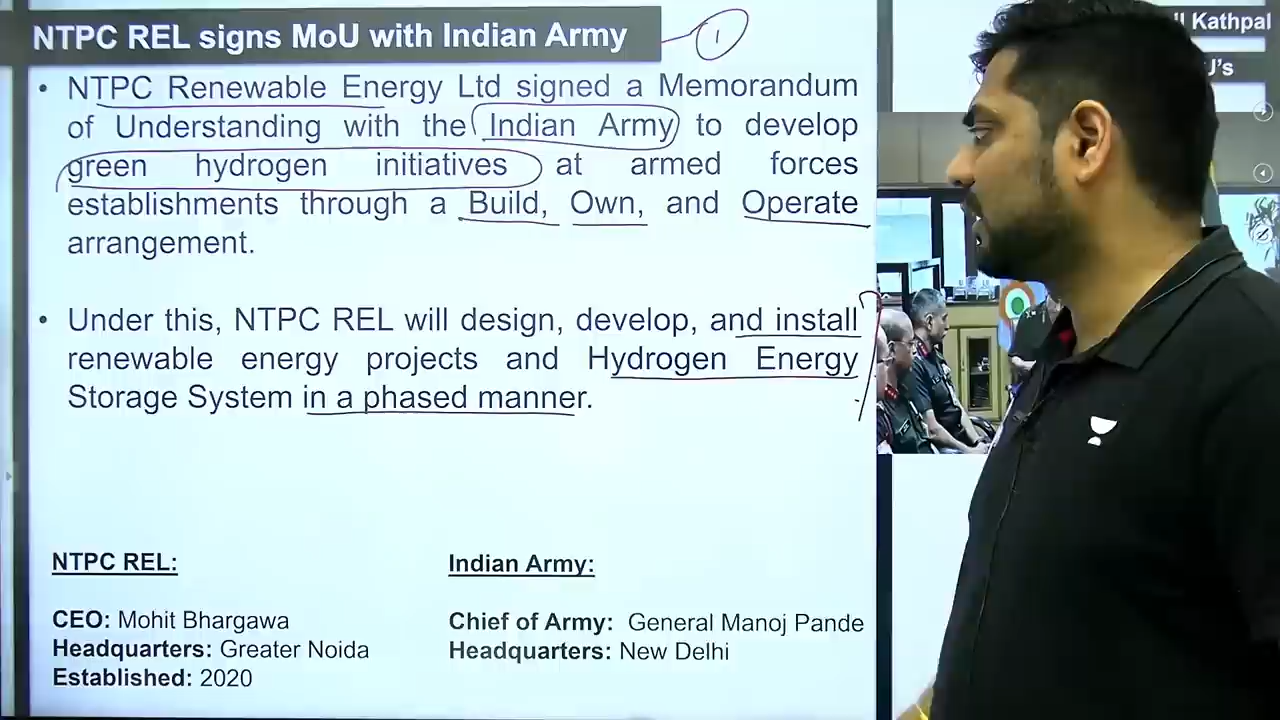 NTPC REL signs MoU with Indian Army
1
ll Kathpal
J's
• NTPC Renewable Energy Ltd signed a Memorandum
of Understanding with the Indian Army to develop
green hydrogen initiatives at armed forces
establishments through a Build, Own, and Operate
arrangement.
• Under this, NTPC REL will design, develop, and install
renewable energy projects and Hydrogen Energy
Storage System in a phased manner.
NTPC REL:
CEO: Mohit Bhargawa
Headquarters: Greater Noida
Established: 2020
Indian Army:
Chief of Army: General Manoj Pande
Headquarters: New Delhi